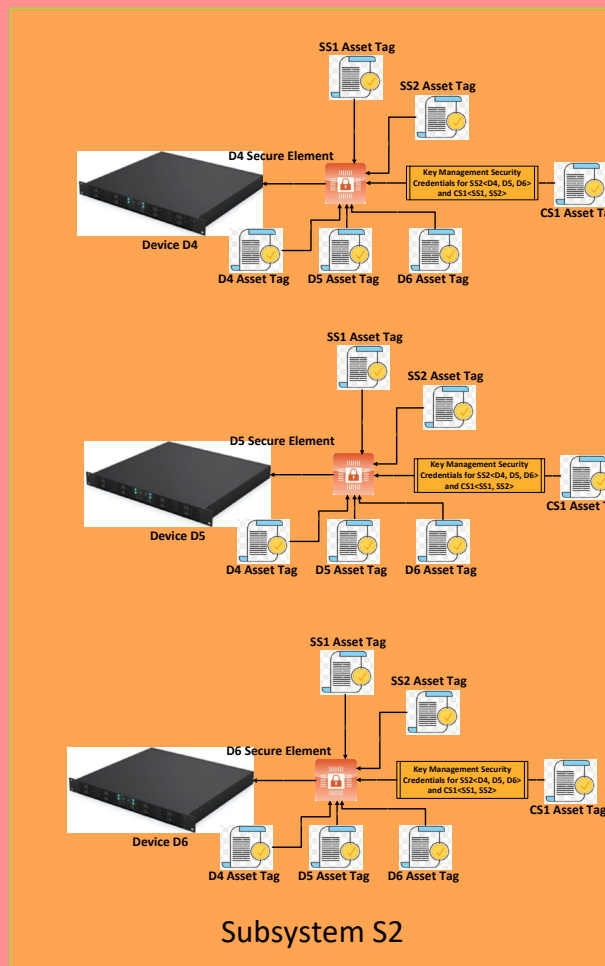 SS1 Asset Tag
SS2 Asset Tag
D4 Secure Element
Key Management Security
Credentials for SS2<D4, D5, D6>
and CS1<SS1, SS2>
CS1 Asset Ta
Device D4
D4 Asset Tag
D5 Asset Tag
D6 Asset Tag
SS1 Asset Tag
SS2 Asset Tag
D5 Secure Element
Key Management Security
Credentials for SS2<D4, D5, D6>
and CS1<SS1, SS2>
CS1 Asset T
Device D5
D4 Asset Tag
D5 Asset Tag
D6 Asset Tag
SS1 Asset Tag
SS2 Asset Tag
D6 Secure Element
Key Management Security
Credentials for SS2<D4, D5, D6>
and CS1<SS1, SS2>
CS1 Asset Tag
Device D6
D4 Asset Tag
D5 Asset Tag
D6 Asset Tag
Subsystem S2